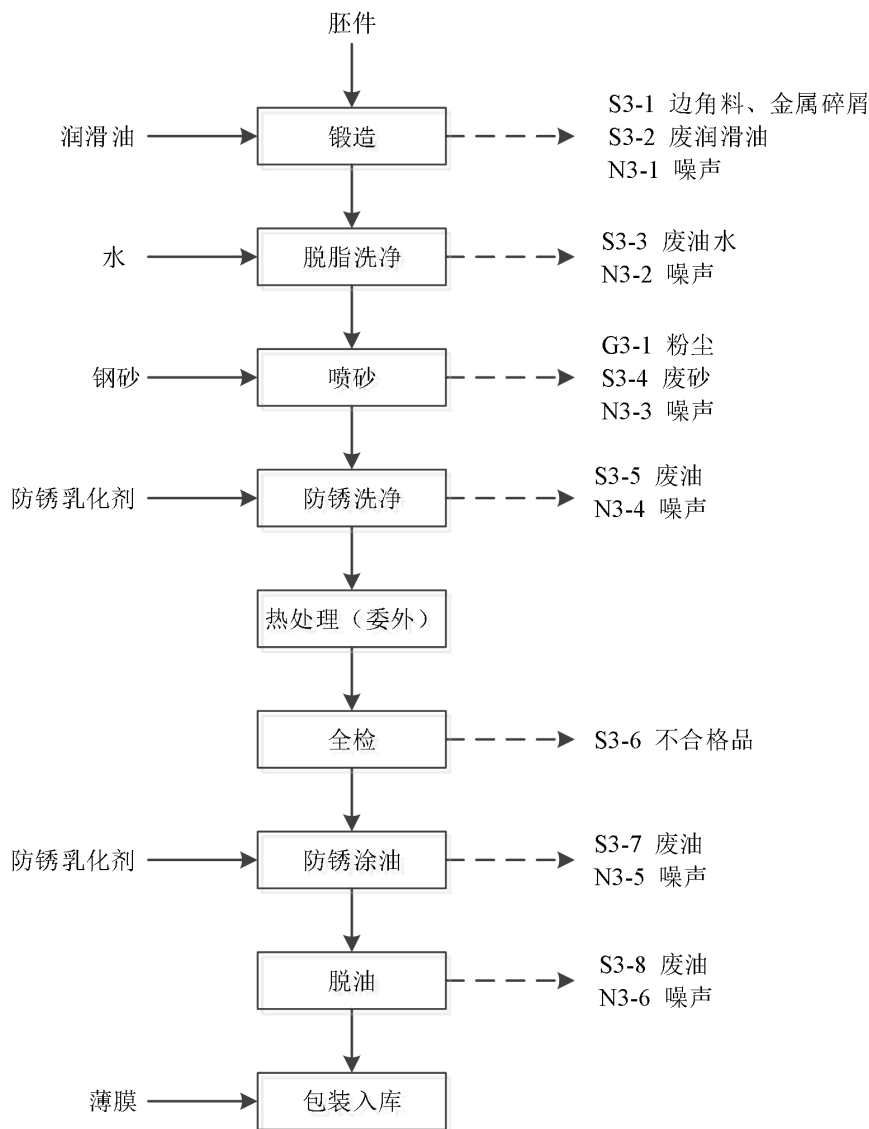 胚件
润滑油
锻造
S3-1 边角料、金属碎屑
S3-2 废润滑油
N3-1 噪声
水
脱脂洗净
S3-3 废油水
N3-2 噪声
钢砂
喷砂
G3-1 粉尘
S3-4 废砂
N3-3 噪声
防锈乳化剂
防锈洗净
S3-5 废油
N3-4 噪声
热处理（委外）
全检
S3-6 不合格品
防锈乳化剂
防锈涂油
S3-7 废油
N3-5 噪声
脱油
S3-8 废油
N3-6 噪声
薄膜
包装入库